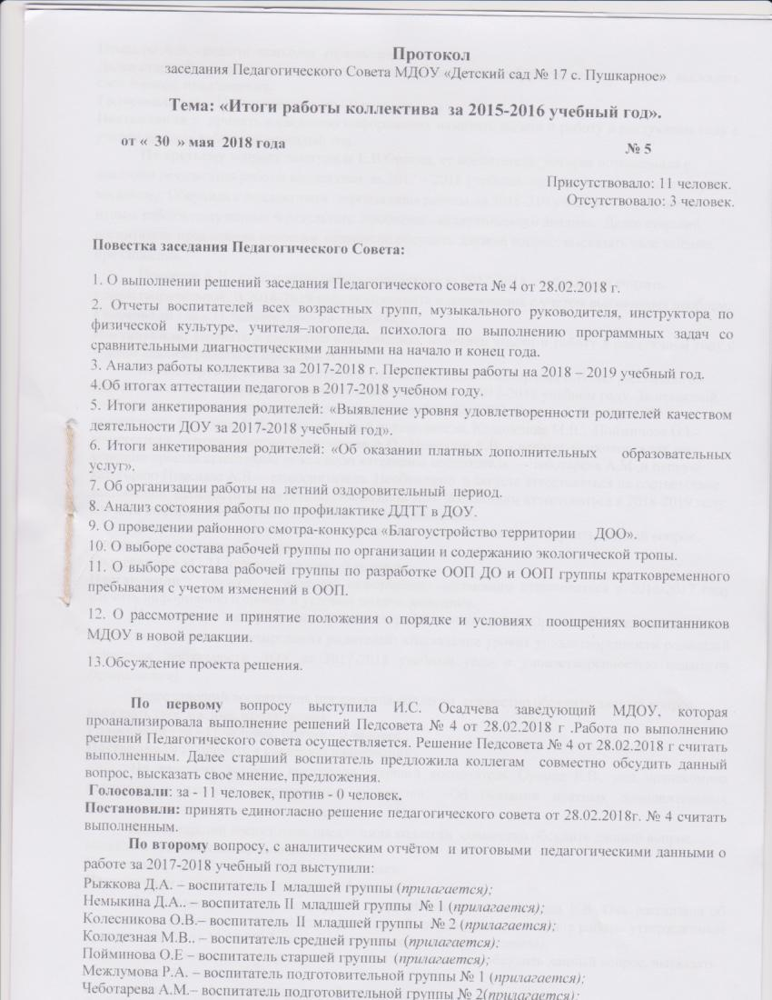 Протокол
заседания Педагогического Совета МДОУ «Детский сад № 17 с. Пушкарное»
Тема: «Итоги работы коллектива за 2015-2016 учебный год».
от « 30 » мая 2018 года № 5
Присутствовало: 11 человек.
Отсутствовало: 3 человек.
Повестка заседания Педагогического Совета:
1. О выполнении решений заседания Педагогического совета № 4 от 28.02.2018 г.
2. Отчеты воспитателей всех возрастных групп, музыкального руководителя, инструктора по
физической культуре, учителя–логопеда, психолога по выполнению программных задач со
сравнительными диагностическими данными на начало и конец года.
3. Анализ работы коллектива за 2017-2018 г. Перспективы работы на 2018 – 2019 учебный год.
4.Об итогах аттестации педагогов в 2017-2018 учебном году.
5. Итоги анкетирования родителей: «Выявление уровня удовлетворенности родителей качеством
деятельности ДОУ за 2017-2018 учебный год».
6. Итоги анкетирования родителей: «Об оказании платных дополнительных образовательных
услуг».
7. Об организации работы на летний оздоровительный период.
8. Анализ состояния работы по профилактике ДДТТ в ДОУ.
9. О проведении районного смотра-конкурса «Благоустройство территории ДОО».
10. О выборе состава рабочей группы по организации и содержанию экологической тропы.
11. О выборе состава рабочей группы по разработке ООП ДО и ООП группы кратковременного
пребывания с учетом изменений в ООП.
12. О рассмотрение и принятие положения о порядке и условиях поощрениях воспитанников
МДОУ в новой редакции.
13.Обсуждение проекта решения.
По первому вопросу выступила И.С. Осадчева заведующий МДОУ, которая
проанализировала выполнение решений Педсовета № 4 от 28.02.2018 г .Работа по выполнению
решений Педагогического совета осуществляется. Решение Педсовета № 4 от 28.02.2018 г считать
выполненным. Далее старший воспитатель предложила коллегам совместно обсудить данный
вопрос, высказать свое мнение, предложения.
Голосовали: за - 11 человек, против - 0 человек.
Постановили: принять единогласно решение педагогического совета от 28.02.2018г. № 4 считать
выполненным.
По второму вопросу, с аналитическим отчётом и итоговыми педагогическими данными о
работе за 2017-2018 учебный год выступили:
Рыжкова Д.А. – воспитатель I младшей группы (прилагается);
Немыкина Д.А.. – воспитатель II младшей группы № 1 (прилагается);
Колесникова О.В.– воспитатель II младшей группы № 2 (прилагается);
Колодезная М.В.. – воспитатель средней группы (прилагается);
Пойминова О.Е – воспитатель старшей группы (прилагается);
Межлумова Р.А. – воспитатель подготовительной группы № 1 (прилагается);
Чеботарева А.М.– воспитатель подготовительной группы № 2(прилагается);